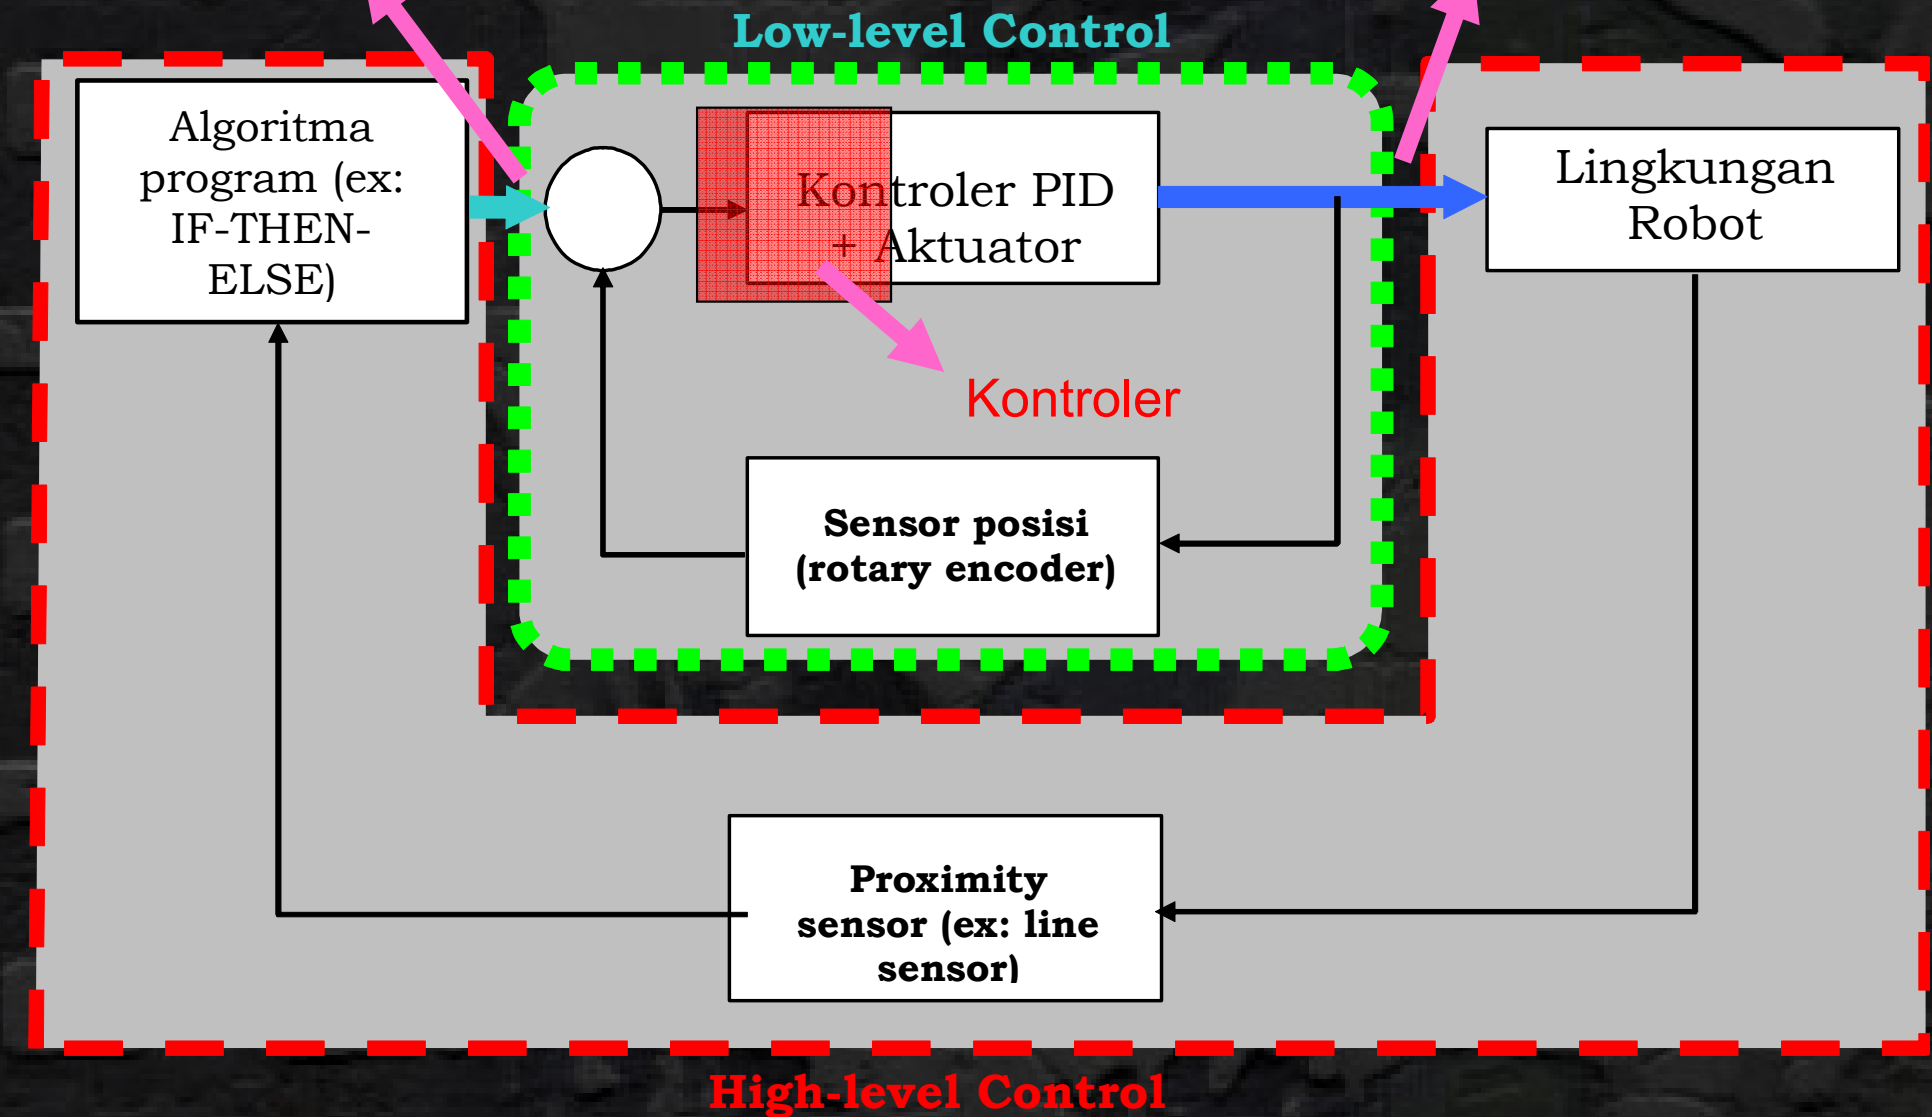 Low-level Control
Algoritma
program (ex:
IF-THEN-
ELSE)
Kontroler PID
+ Aktuator
Lingkungan
Robot
Kontroler
Sensor posisi
(rotary encoder)
Proximity
sensor (ex: line
sensor)
High-level Control